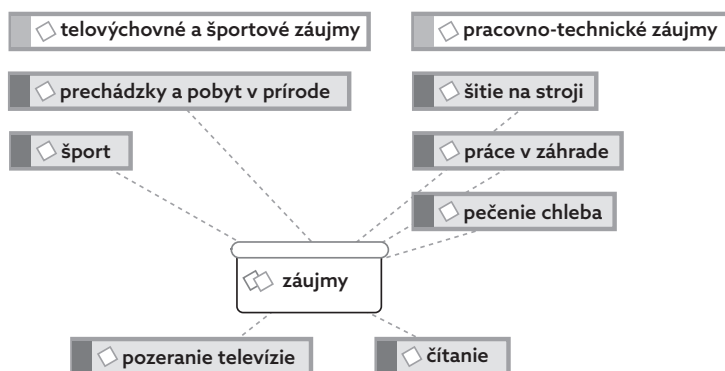 telovýchovné a športové záujmy
pracovno-technické záujmy
prechádzky a pobyt v prírode
šitie na stroji
šport
práce v záhrade
pečenie chleba
záujmy
pozeranie televízie
čítanie